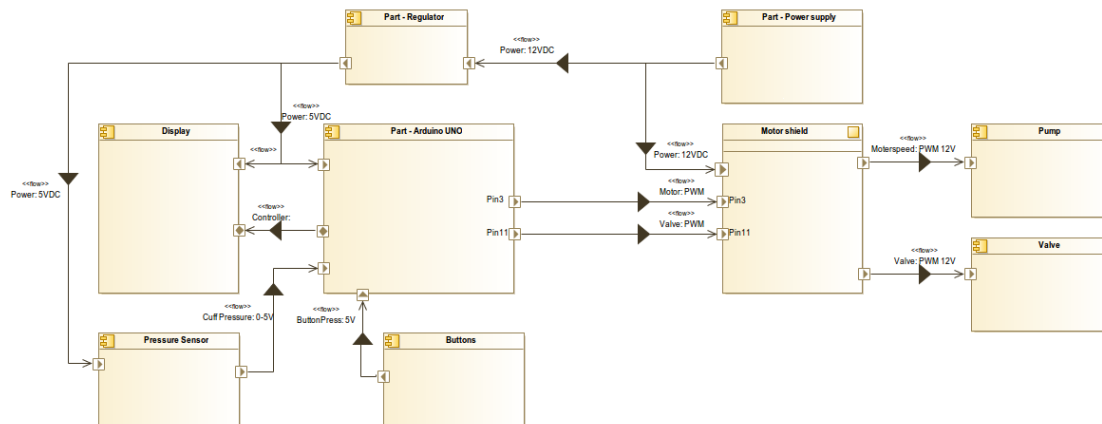 Part - Regulator
Part - Power supply
<<flow>>
Power: 12VDC
<<flow>>
Power: 5VDC
Display
Part - Arduino UNO
Motor shield
Pump
<<flow>>
<<flow>>
Moterspeed: PWM 12V
<<flow>>
Power: 12VDC
<<flow>>
Power: 5VDC
<<flow>>
Motor: PWM
Pin3
Pin3
<<flow>>
Controller:
<<flow>>
Valve: PWM
Pin11
Pin11
<<flow>>
Valve: PWM 12V
Valve
<<flow>>
Cuff Pressure: 0-5V
<<flow>>
ButtonPress: 5V
Pressure Sensor
Buttons